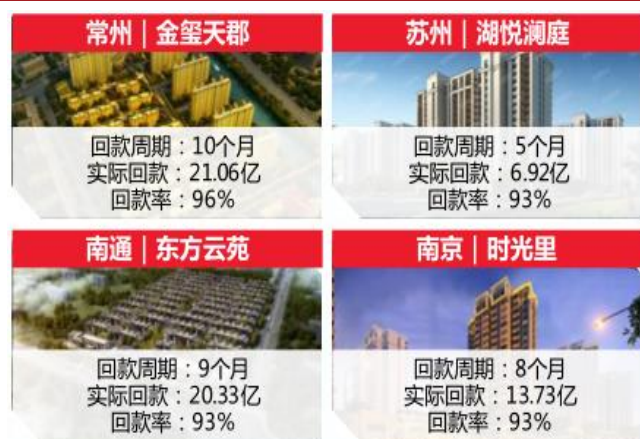 常州｜金玺天郡
回款周期：10个月
实际回款：21.06亿
回款率：96%
苏州｜湖悦澜庭
回款周期：5个月
实际回款：6.92亿
回款率：93%
南通｜东方云苑
回款周期：9个月
实际回款：20.33亿
回款率：93%
南京｜时光里
回款周期：8个月
实际回款：13.73亿
回款率：93%